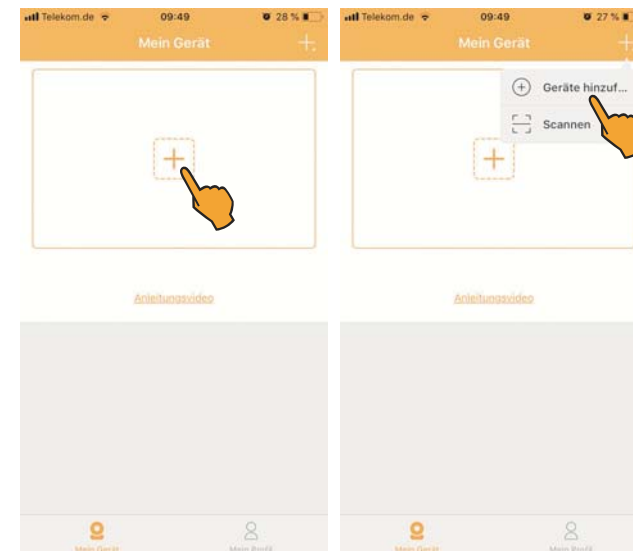 Telekom.de 09:49 28 %
Mein Gerät
Anleitungsvideo
Mein Gerät Mein Profil
Telekom.de 09:49 27 %
Mein Gerät
Geräte hinzuf...
Scannen
Anleitungsvideo
Mein Gerät Mein Profil